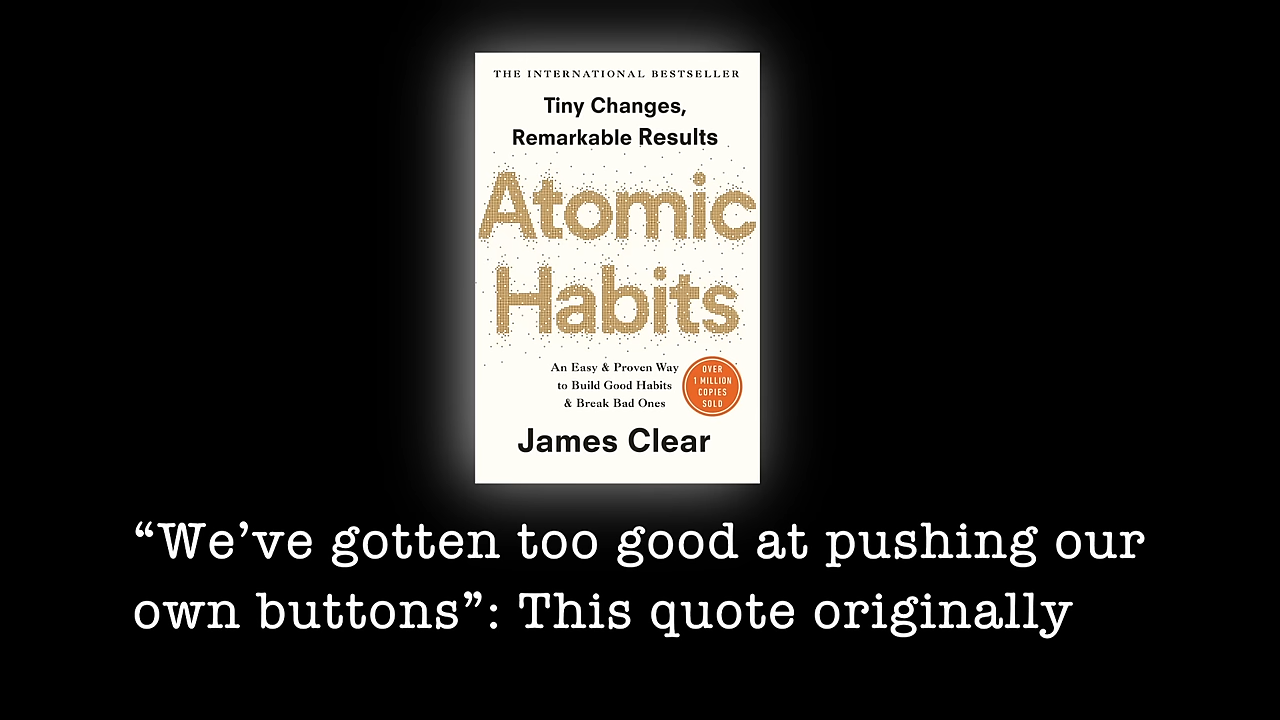 THE INTERNATIONAL BESTSELLER
Tiny Changes,
Remarkable Results
Atomic
Habits
An Easy & Proven Way
to Build Good Habits
& Break Bad Ones
OVER
1 MILLION
COPIES
SOLD
James Clear
“We’ve gotten too good at pushing our
own buttons”: This quote originally